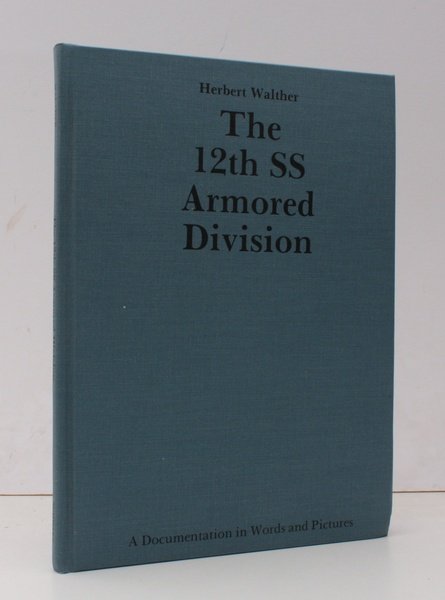 Herbert Walther
The
12th SS
Armored
Division
A Documentation in Words and Pictures